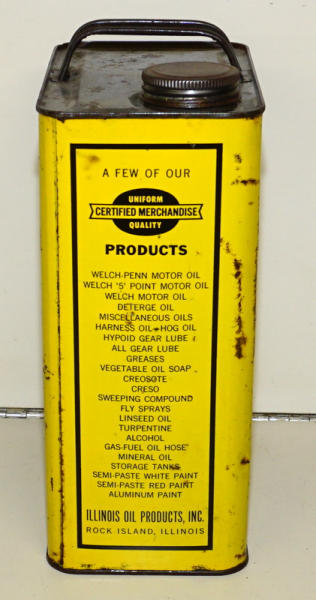 A FEW OF OUR
UNIFORM
CERTIFIED MERCHANDISE
QUALITY
PRODUCTS
WELCH-PENN MOTOR OIL
WELCH '5' POINT MOTOR OIL
WELCH MOTOR OIL
DETERGE OIL
MISCELLANEOUS OILS
HARNESS OIL - HOG OIL
HYPOID GEAR LUBE
ALL GEAR LUBE
GREASES
VEGETABLE OIL SOAP
CREOSOTE
CRESO
SWEEPING COMPOUND
FLY SPRAYS
LINSEED OIL
TURPENTINE
ALCOHOL
GAS-FUEL OIL HOSE
MINERAL OIL
STORAGE TANKS
SEMI-PASTE WHITE PAINT
SEMI-PASTE RED PAINT
ALUMINUM PAINT
ILLINOIS OIL PRODUCTS, INC.
ROCK ISLAND, ILLINOIS